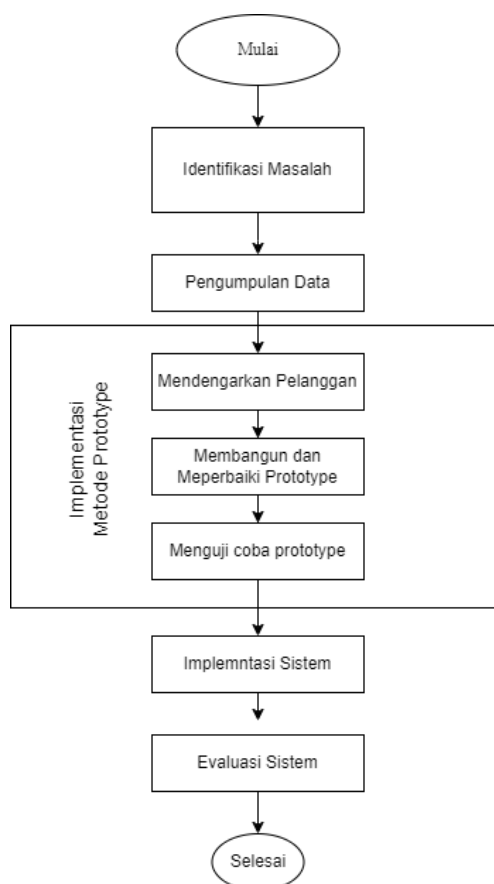 Mulai
Identifikasi Masalah
Pengumpulan Data
Implementasi
Metode Prototype
Mendengarkan Pelanggan
Membangun dan
Meperbaiki Prototype
Menguji coba prototype
Implemntasi Sistem
Evaluasi Sistem
Selesai